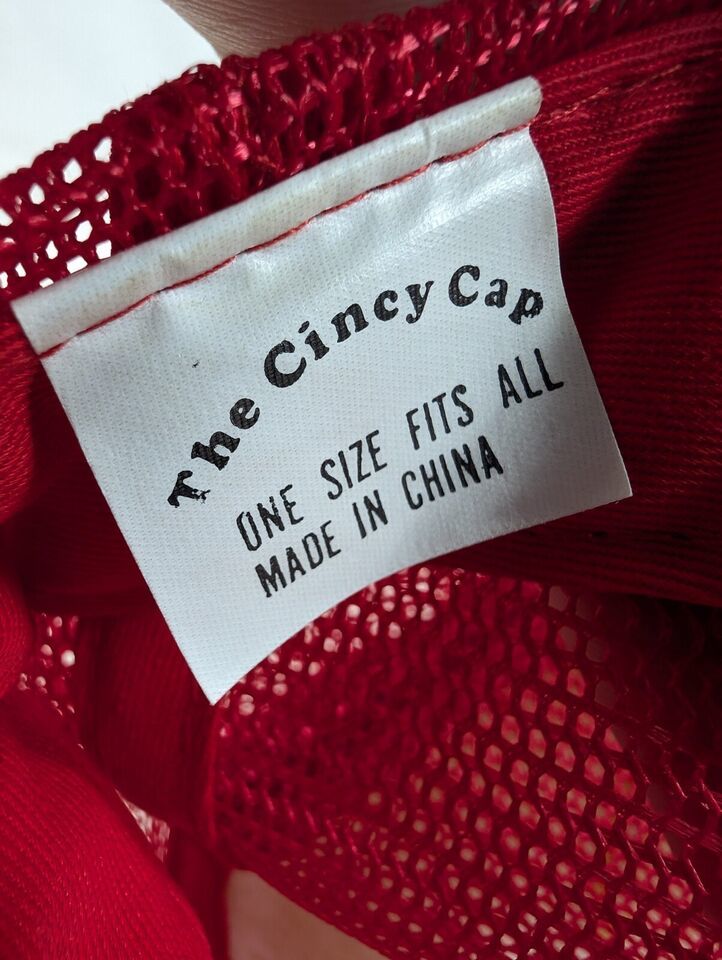 The Cincy Cap
ONE SIZE FITS ALL
MADE IN CHINA